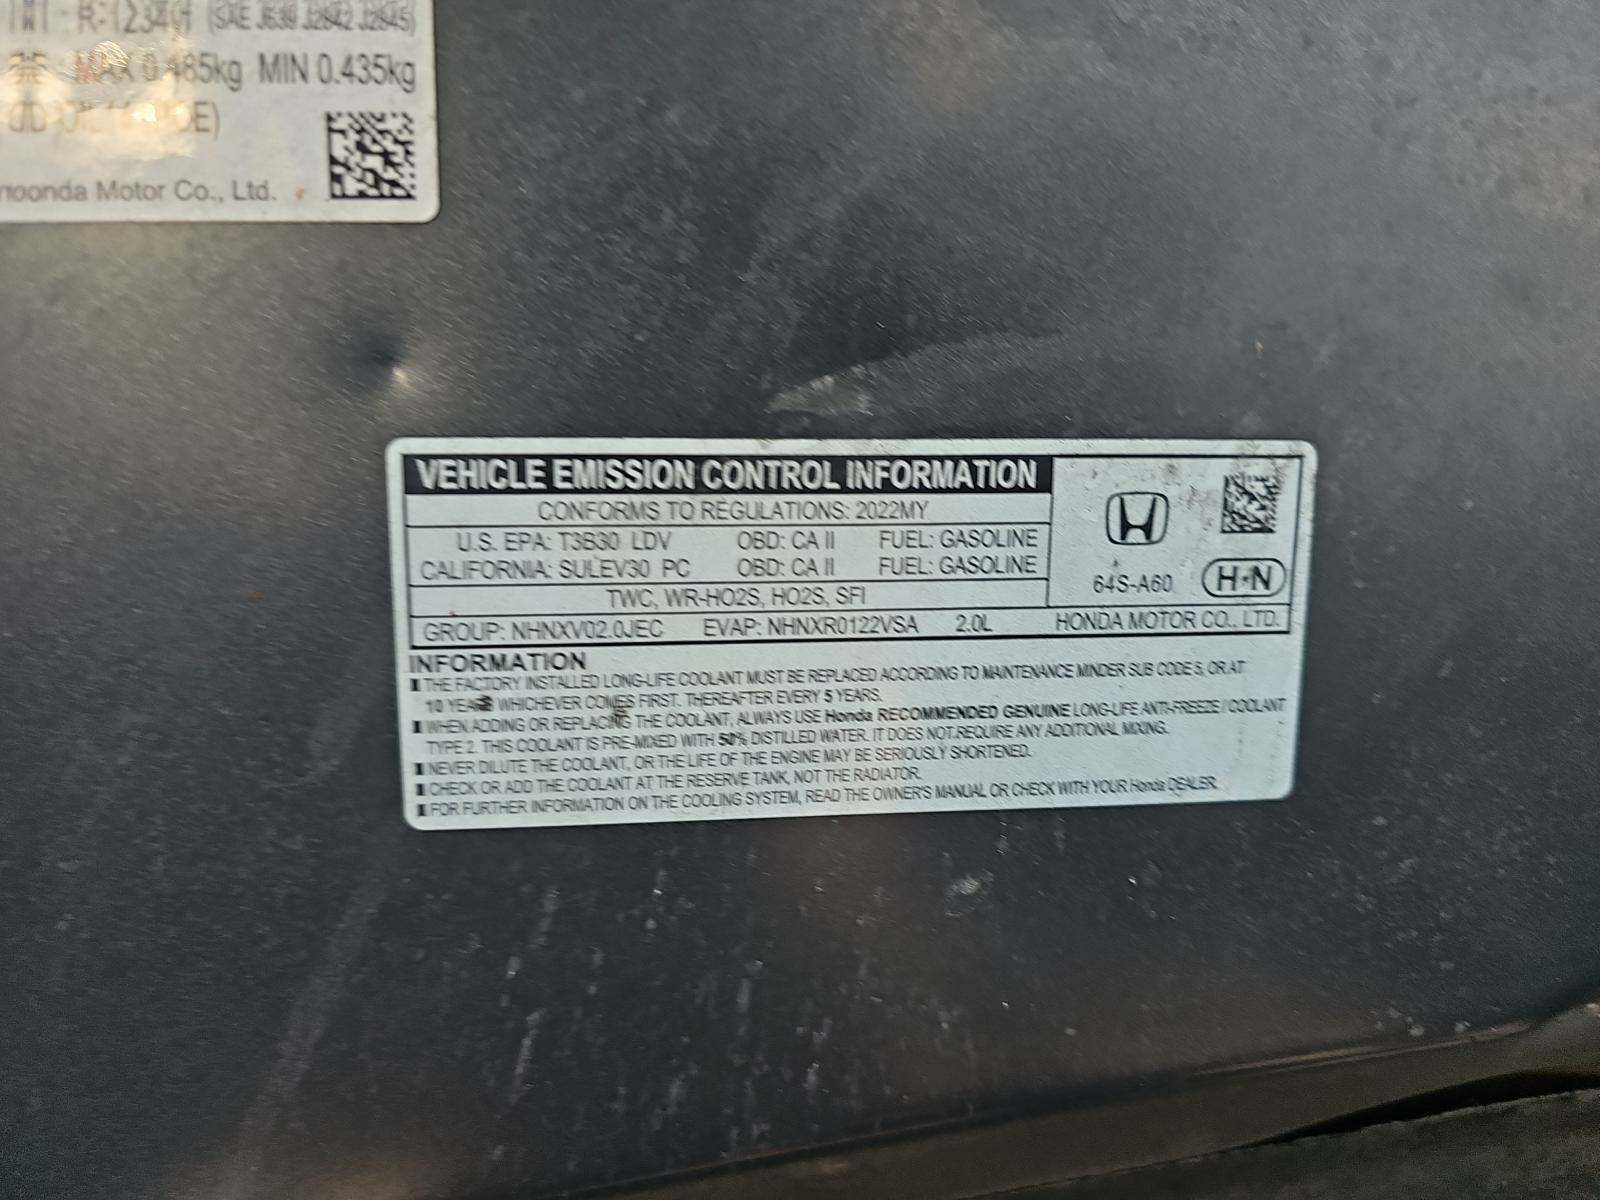 R-1234yf (SAE J639 J2842 J2845)
MAX 0.485kg MIN 0.435kg
Motor Co., Ltd.
VEHICLE EMISSION CONTROL INFORMATION
CONFORMS TO REGULATIONS: 2022MY
U.S. EPA: T3B30 LDV OBD: CA II FUEL: GASOLINE
CALIFORNIA: SULEV30 PC OBD: CA II FUEL: GASOLINE
TWC, WR-HO2S, HO2S, SFI
64S-A60 H-N
GROUP: NHNXV02.0JEC EVAP: NHNXR0122VSA 2.0L HONDA MOTOR CO., LTD.
INFORMATION
THE FACTORY INSTALLED LONG-LIFE COOLANT MUST BE REPLACED ACCORDING TO MAINTENANCE MINDER SUB CODE 5, OR AT
10 YEARS WHICHEVER COMES FIRST. THEREAFTER EVERY 5 YEARS.
WHEN ADDING OR REPLACING THE COOLANT, ALWAYS USE Honda RECOMMENDED GENUINE LONG-LIFE ANTI-FREEZE / COOLANT
TYPE 2. THIS COOLANT IS PRE-MIXED WITH 50% DISTILLED WATER. IT DOES NOT REQUIRE ANY ADDITIONAL MIXING.
NEVER DILUTE THE COOLANT, OR THE LIFE OF THE ENGINE MAY BE SERIOUSLY SHORTENED.
CHECK OR ADD THE COOLANT AT THE RESERVE TANK, NOT THE RADIATOR.
FOR FURTHER INFORMATION ON THE COOLING SYSTEM, READ THE OWNER'S MANUAL OR CHECK WITH YOUR Honda DEALER.